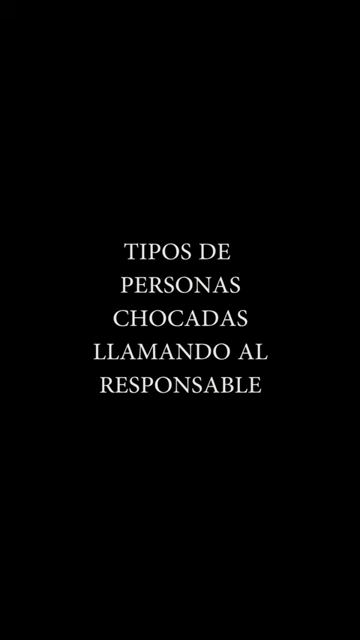 TIPOS DE
PERSONAS
CHOCADAS
LLAMANDO AL
RESPONSABLE